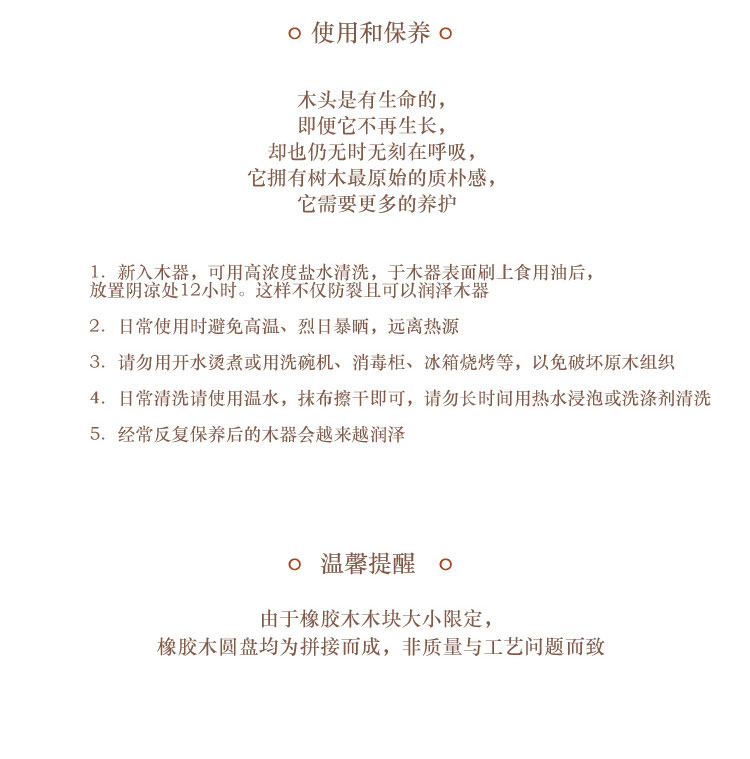 使用和保养
木头是有生命的，
即便它不再生长，
却也仍无时无刻在呼吸，
它拥有树木最原始的质朴感，
它需要更多的养护
1. 新入木器，可用高浓度盐水清洗，于木器表面刷上食用油后，
放置阴凉处12小时。这样不仅防裂且可以润泽木器
2. 日常使用时避免高温、烈日暴晒，远离热源
3. 请勿用开水烫煮或用洗碗机、消毒柜、冰箱烧烤等，以免破坏原木组织
4. 日常清洗请使用温水，抹布擦干即可，请勿长时间用热水浸泡或洗涤剂清洗
5. 经常反复保养后的木器会越来越润泽
温馨提醒
由于橡胶木木块大小限定，
橡胶木圆盘均为拼接而成，非质量与工艺问题而致